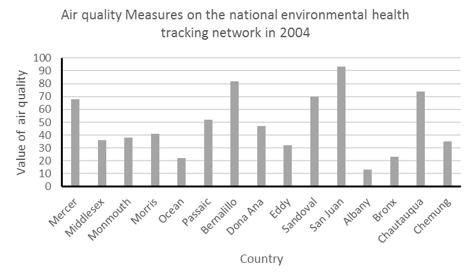 Air quality Measures on the national environmental health
tracking network in 2004
Value of air quality
100
90
80
70
60
50
40
30
20
10
0
Mercer
Middlesex
Monmouth
Morris
Ocean
Passaic
Bernalillo
Dona Ana
Eddy
Sandoval
San Juan
Albany
Bronx
Chautauqua
Chemung
Country